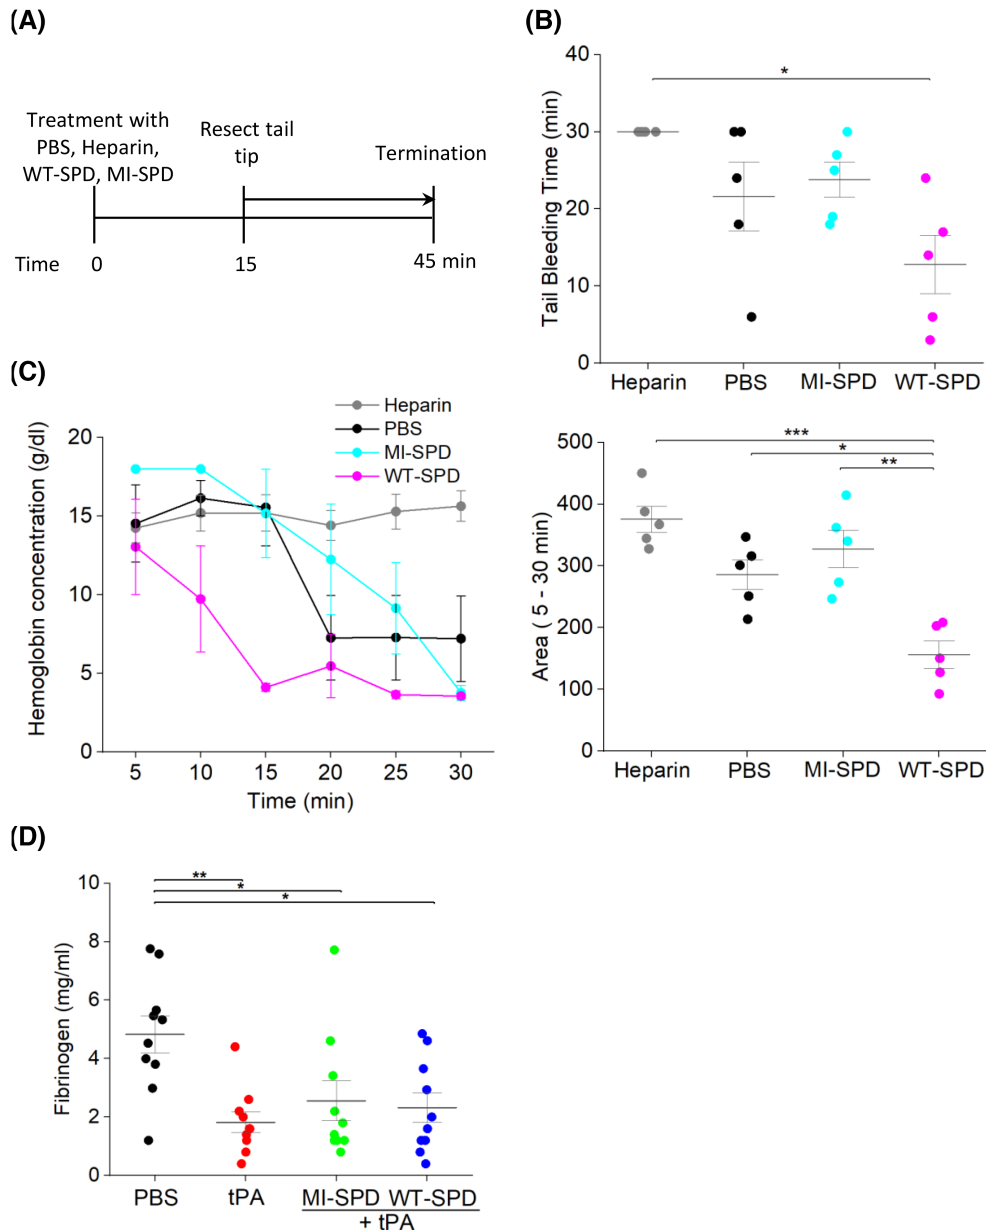 (A)
Treatment with
PBS, Heparin,
WT-SPD, MI-SPD
Resect tail
tip
Termination
Time 0 15 45 min
(B)
Tail Bleeding Time (min)
40
30
20
10
0
*
Heparin PBS MI-SPD WT-SPD
(C)
Hemoglobin concentration (g/dl)
20
15
10
5
0
Heparin
PBS
MI-SPD
WT-SPD
5 10 15 20 25 30
Time (min)
Area ( 5 - 30 min)
500
400
300
200
100
0
***
*
**
Heparin PBS MI-SPD WT-SPD
(D)
Fibrinogen (mg/ml)
10
8
6
4
2
0
**
*
*
PBS tPA MI-SPD WT-SPD
+ tPA